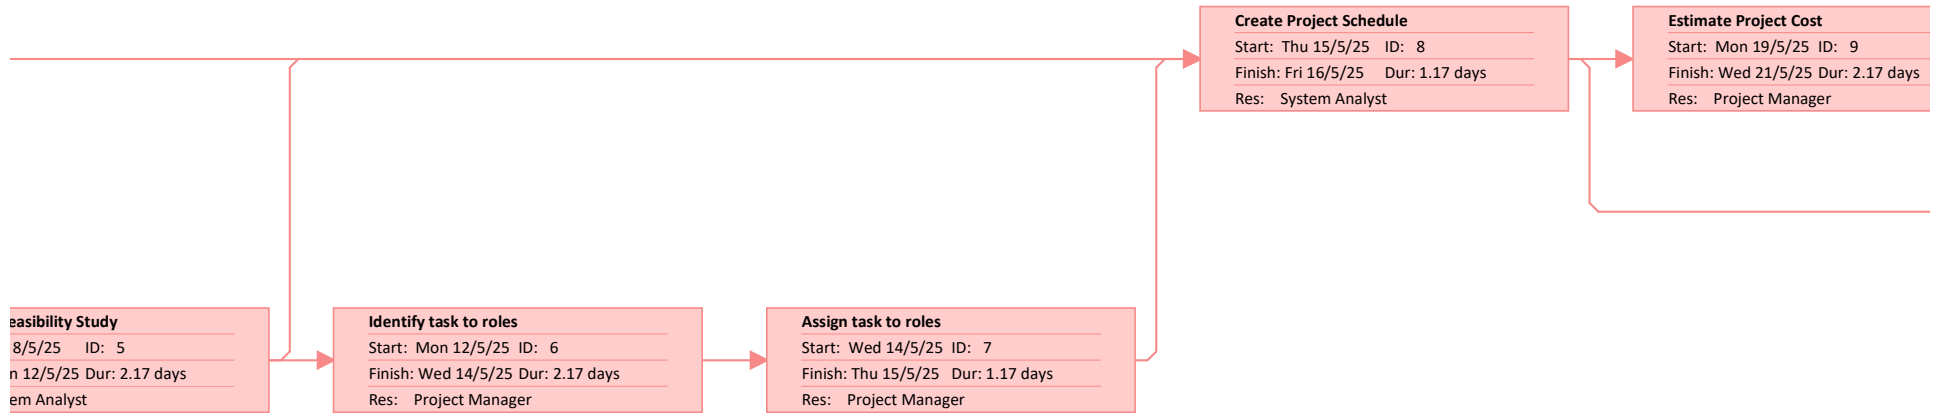 Create Project Schedule
Start: Thu 15/5/25 ID: 8
Finish: Fri 16/5/25 Dur: 1.17 days
Res: System Analyst
Estimate Project Cost
Start: Mon 19/5/25 ID: 9
Finish: Wed 21/5/25 Dur: 2.17 days
Res: Project Manager
easibility Study
8/5/25 ID: 5
n 12/5/25 Dur: 2.17 days
em Analyst
Identify task to roles
Start: Mon 12/5/25 ID: 6
Finish: Wed 14/5/25 Dur: 2.17 days
Res: Project Manager
Assign task to roles
Start: Wed 14/5/25 ID: 7
Finish: Thu 15/5/25 Dur: 1.17 days
Res: Project Manager